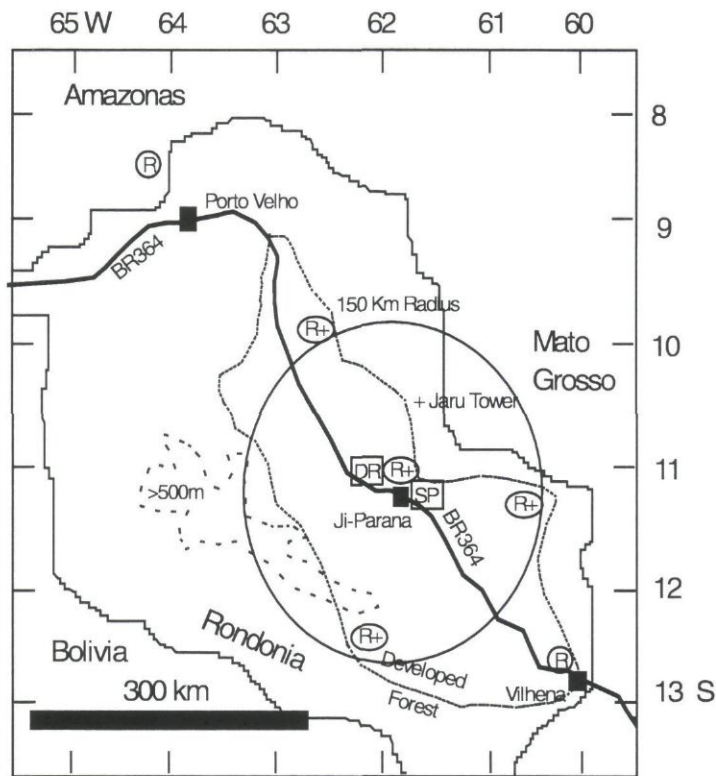 65 W 64 63 62 61 60
Amazonas
8
R
Porto Velho
9
BR364
150 Km Radius
R+
10
Mato
Grosso
+ Jaru Tower
DR
R+
11
>500m
SP
R+
Ji-Parana
BR364
12
Rondonia
R+
Bolivia
Developed
R
300 km
Forest
Vilhena
13 S